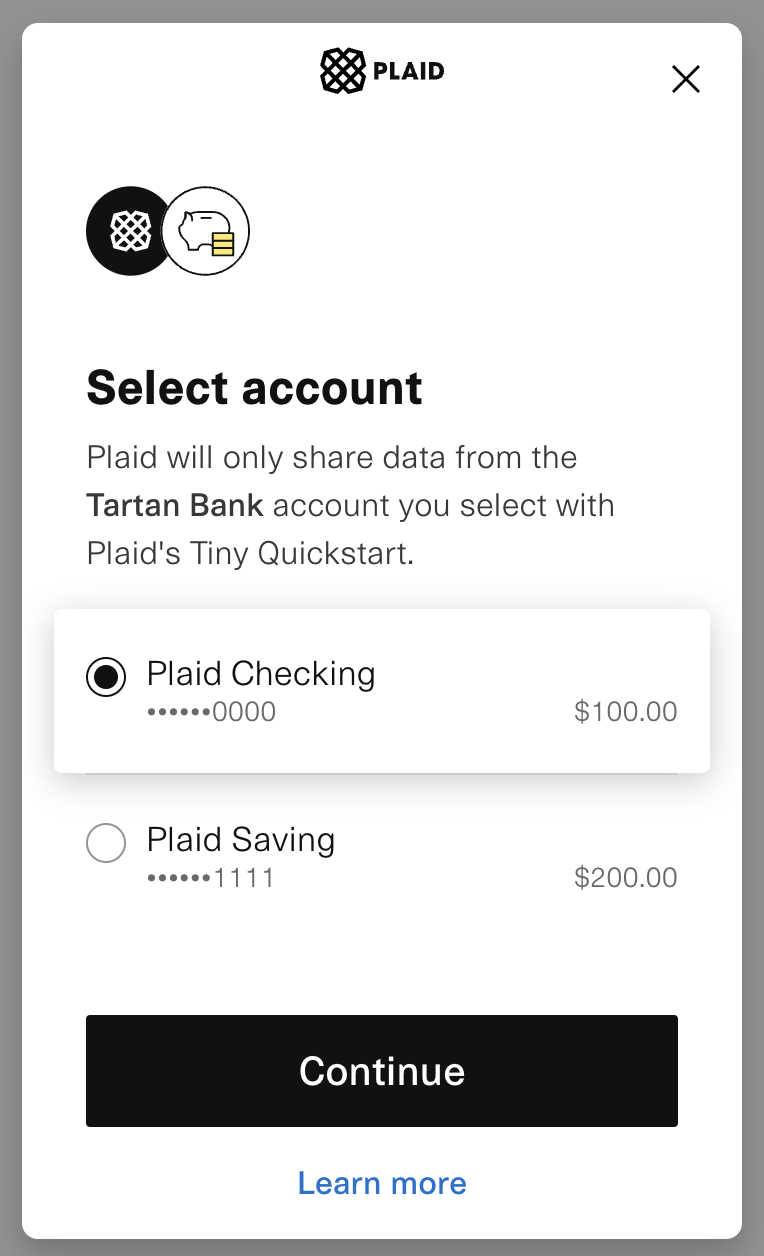 PLAID
Select account
Plaid will only share data from the
Tartan Bank account you select with
Plaid's Tiny Quickstart.
Plaid Checking
••••••0000 $100.00
Plaid Saving
••••••1111 $200.00
Continue
Learn more